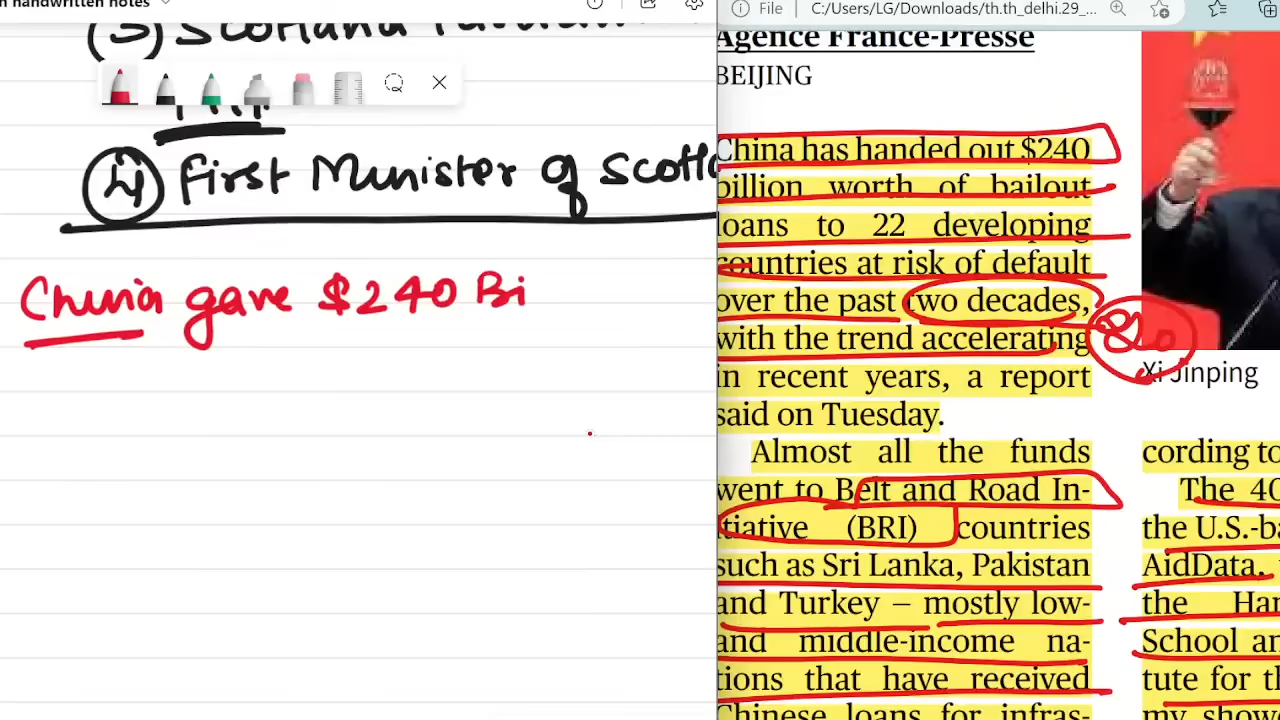 n handwritten notes
(3) Scotland
(4) First Minister of Scotla
China gave $240 Bi
File
C:/Users/LG/Downloads/th.th_delhi.29_...
Agence France-Presse
BEIJING
China has handed out $240
billion worth of bailout
loans to 22 developing
countries at risk of default
over the past two decades,
with the trend accelerating
in recent years, a report
said on Tuesday.
Almost all the funds
went to Belt and Road In-
itiative (BRI) countries
such as Sri Lanka, Pakistan
and Turkey – mostly low-
and middle-income na-
tions that have received
Chinese loans for infras-
Xi Jinping
cording to
The 40
the U.S.-ba
AidData,
the Har
School an
tute for th
my show